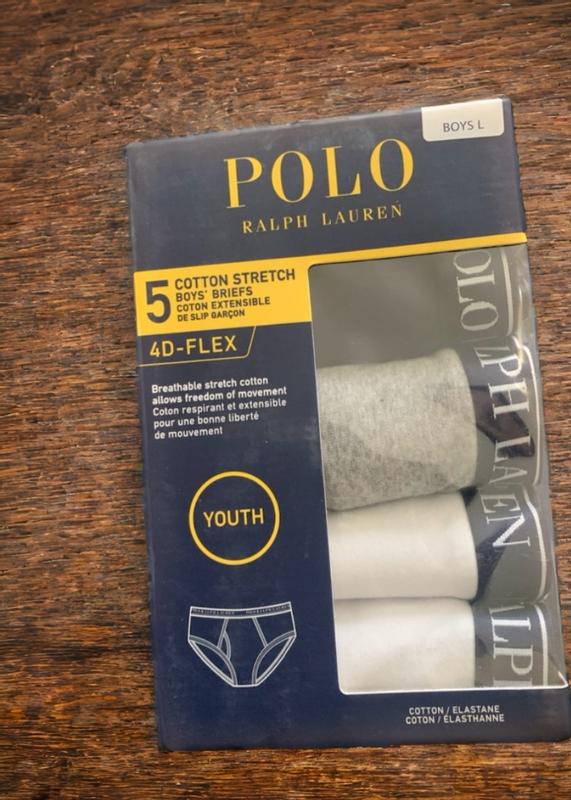 BOYS L
POLO
RALPH LAUREN
5
COTTON STRETCH
BOYS' BRIEFS
COTON EXTENSIBLE
DE SLIP GARÇON
4D-FLEX
Breathable stretch cotton
allows freedom of movement
Coton respirant et extensible
pour une bonne liberté
de mouvement
YOUTH
COTTON / ELASTANE
COTON / ÉLASTHANNE